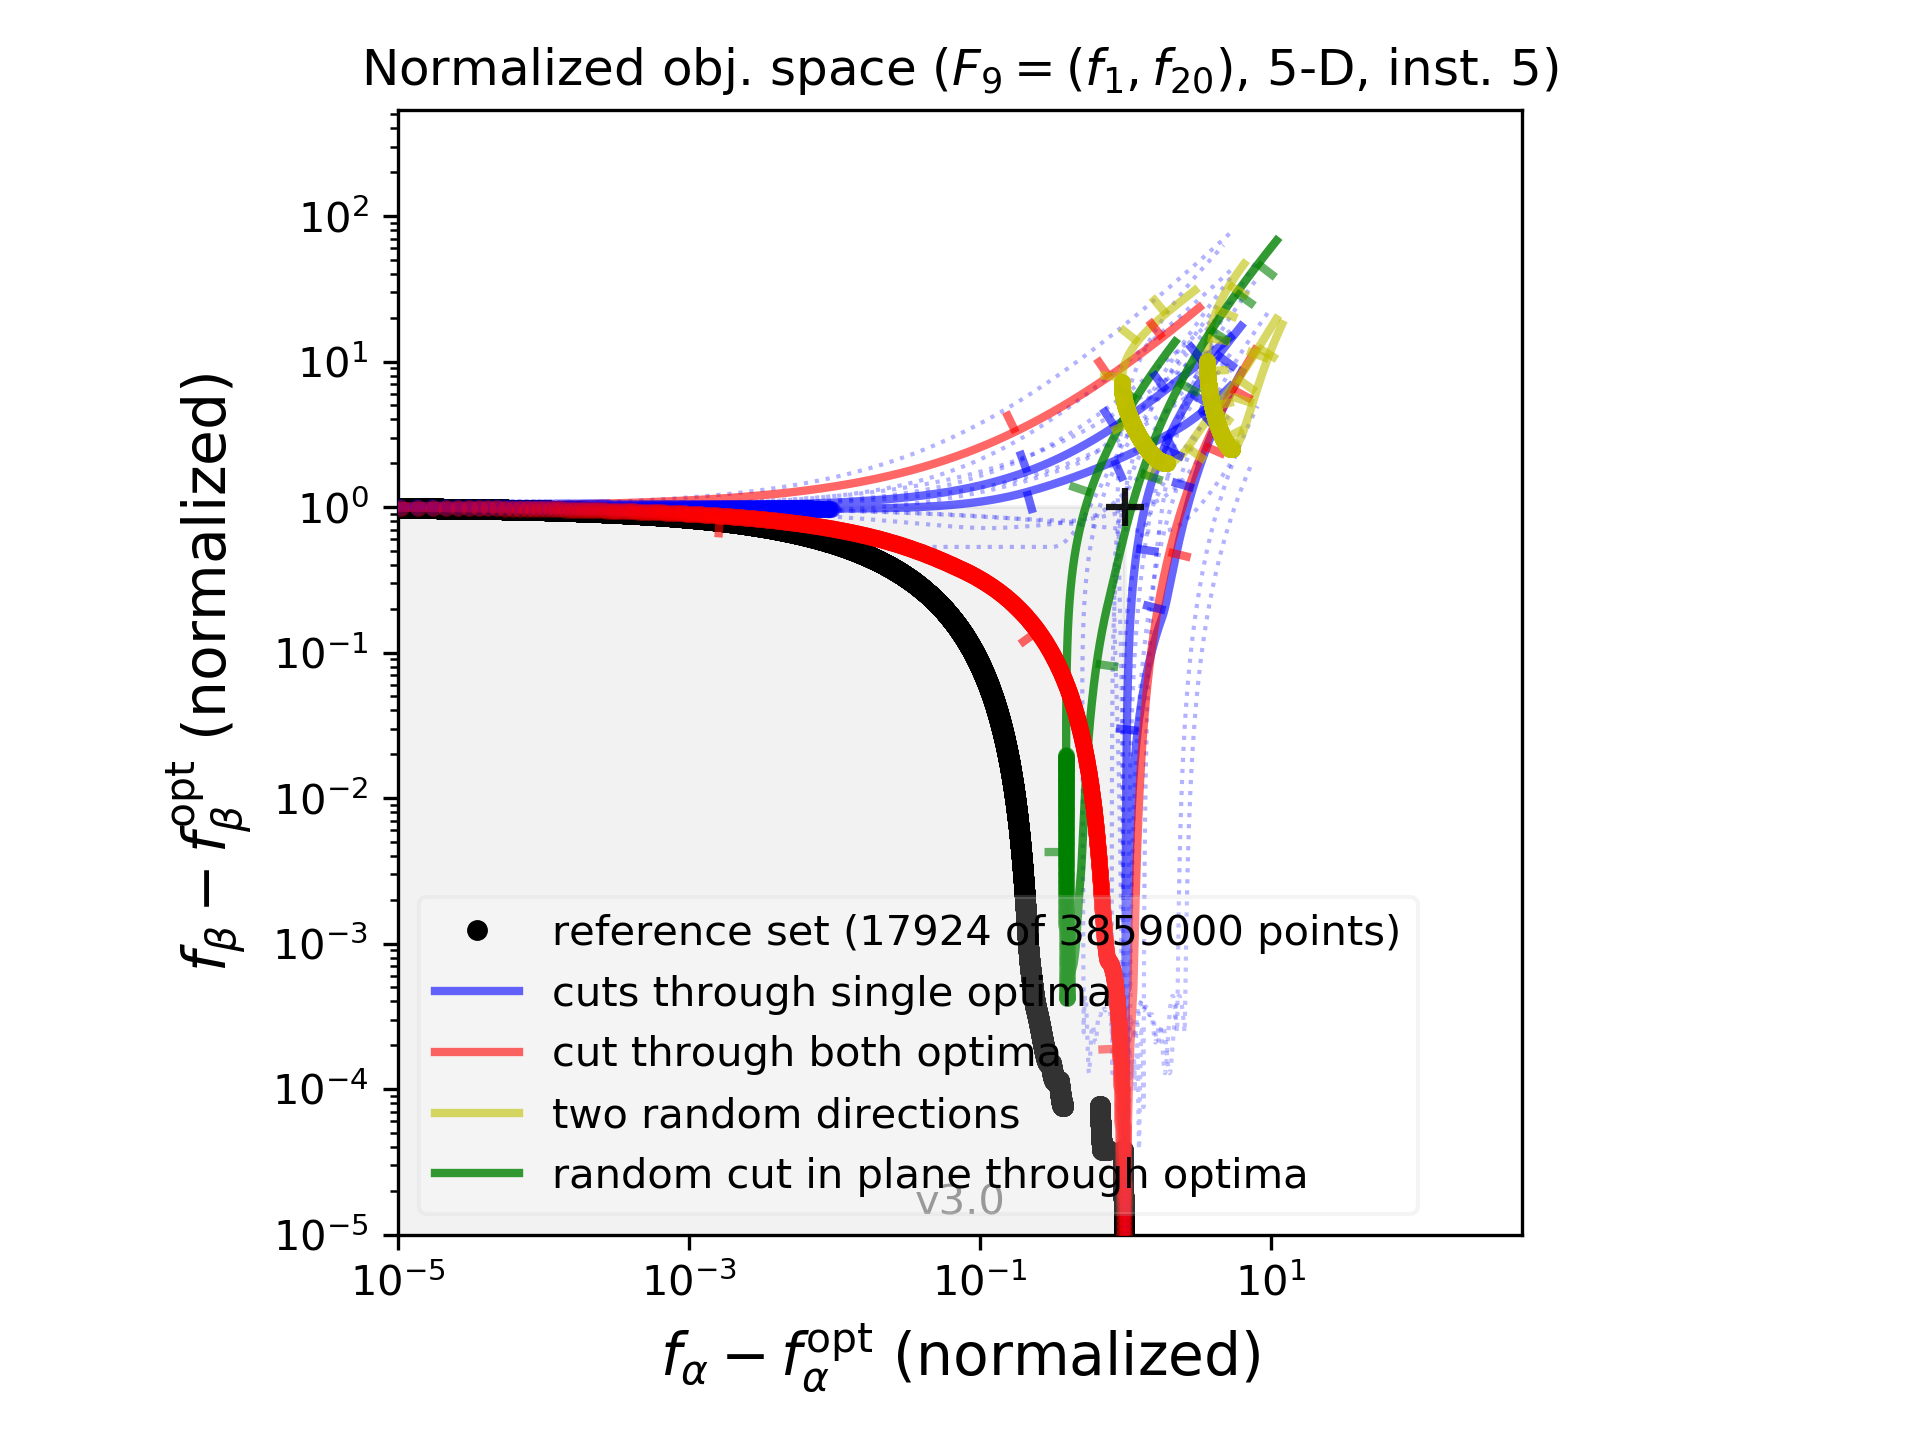 Normalized obj. space (F₉ = (f₁, f₂₀), 5-D, inst. 5)
f_β − f_β^opt (normalized)
10²
10¹
10⁰
10⁻¹
10⁻²
10⁻³
10⁻⁴
10⁻⁵
reference set (17924 of 3859000 points)
cuts through single optima
cut through both optima
two random directions
random cut in plane through optima
v3.0
10⁻⁵ 10⁻³ 10⁻¹ 10¹
f_α − f_α^opt (normalized)